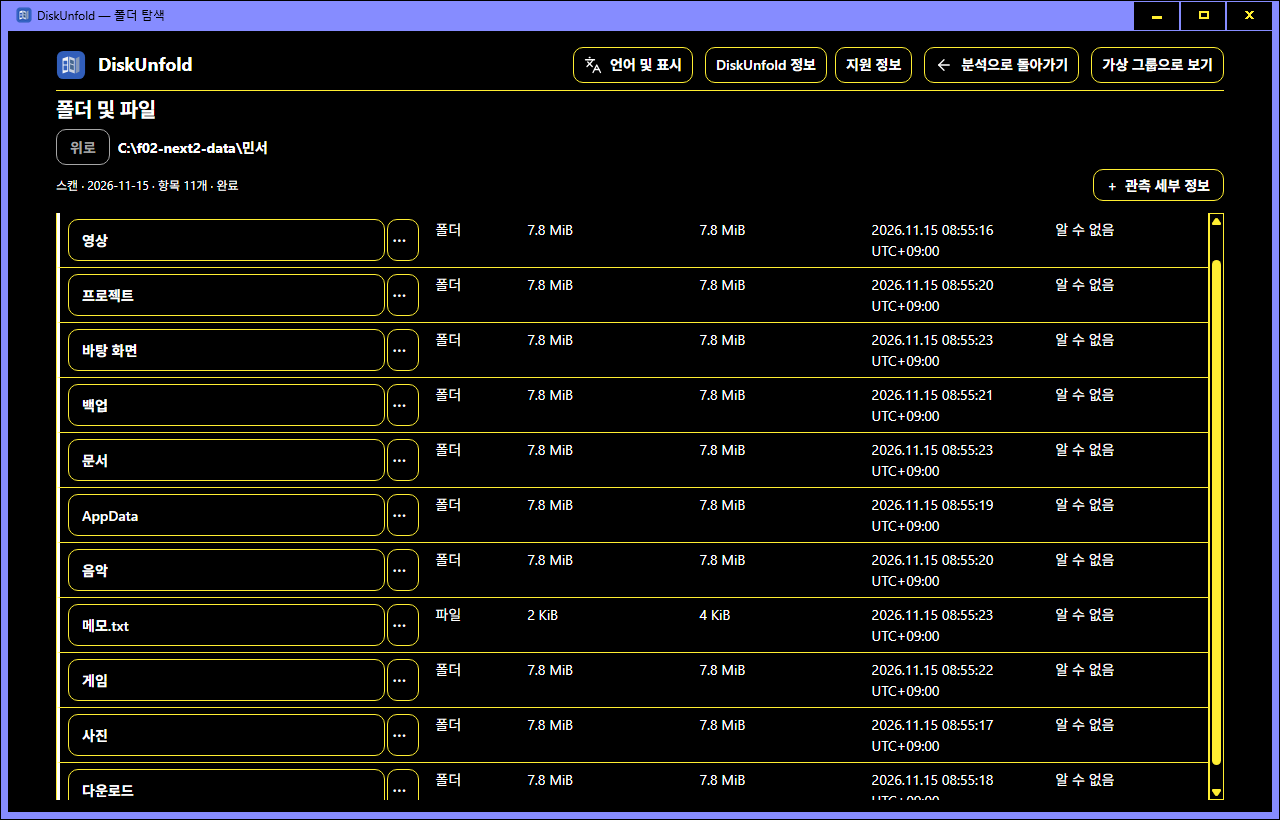 DiskUnfold — 폴더 탐색
DiskUnfold
언어 및 표시
DiskUnfold 정보
지원 정보
← 분석으로 돌아가기
가상 그룹으로 보기
폴더 및 파일
위로 C:\f02-next2-data\민서
스캔 · 2026-11-15 · 항목 11개 · 완료
+ 관측 세부 정보
영상 ··· 폴더 7.8 MiB 7.8 MiB 2026.11.15 08:55:16 알 수 없음
UTC+09:00
프로젝트 ··· 폴더 7.8 MiB 7.8 MiB 2026.11.15 08:55:20 알 수 없음
UTC+09:00
바탕 화면 ··· 폴더 7.8 MiB 7.8 MiB 2026.11.15 08:55:23 알 수 없음
UTC+09:00
백업 ··· 폴더 7.8 MiB 7.8 MiB 2026.11.15 08:55:21 알 수 없음
UTC+09:00
문서 ··· 폴더 7.8 MiB 7.8 MiB 2026.11.15 08:55:23 알 수 없음
UTC+09:00
AppData ··· 폴더 7.8 MiB 7.8 MiB 2026.11.15 08:55:19 알 수 없음
UTC+09:00
음악 ··· 폴더 7.8 MiB 7.8 MiB 2026.11.15 08:55:20 알 수 없음
UTC+09:00
메모.txt ··· 파일 2 KiB 4 KiB 2026.11.15 08:55:23 알 수 없음
UTC+09:00
게임 ··· 폴더 7.8 MiB 7.8 MiB 2026.11.15 08:55:22 알 수 없음
UTC+09:00
사진 ··· 폴더 7.8 MiB 7.8 MiB 2026.11.15 08:55:17 알 수 없음
UTC+09:00
다운로드 ··· 폴더 7.8 MiB 7.8 MiB 2026.11.15 08:55:18 알 수 없음
UTC+09:00